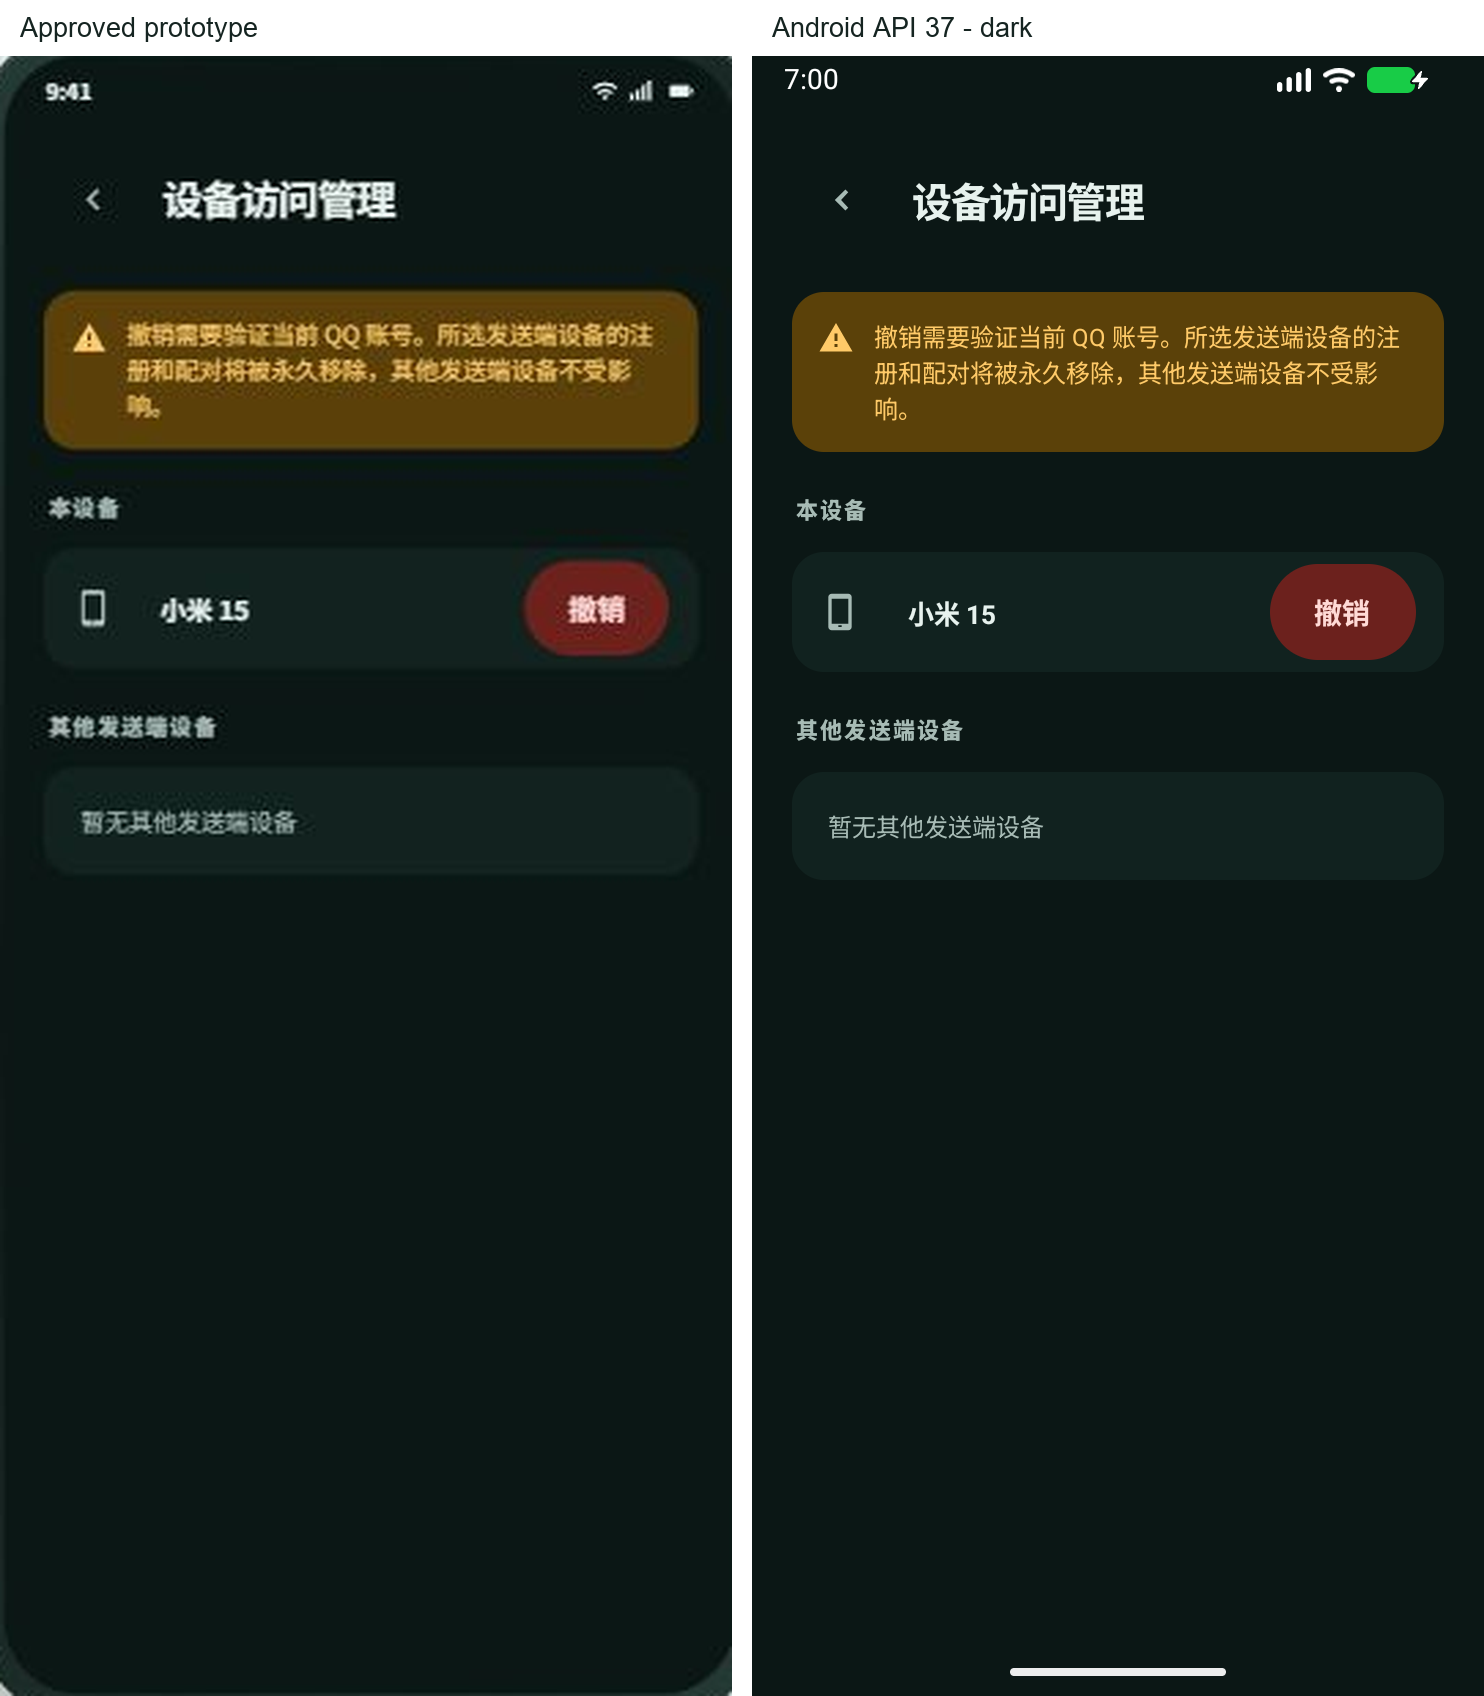 Approved prototype
9:41
设备访问管理
撤销需要验证当前 QQ 账号。所选发送端设备的注
册和配对将被永久移除，其他发送端设备不受影
响。
本设备
小米 15
撤销
其他发送端设备
暂无其他发送端设备
Android API 37 - dark
7:00
设备访问管理
撤销需要验证当前 QQ 账号。所选发送端设备的注
册和配对将被永久移除，其他发送端设备不受影
响。
本设备
小米 15
撤销
其他发送端设备
暂无其他发送端设备